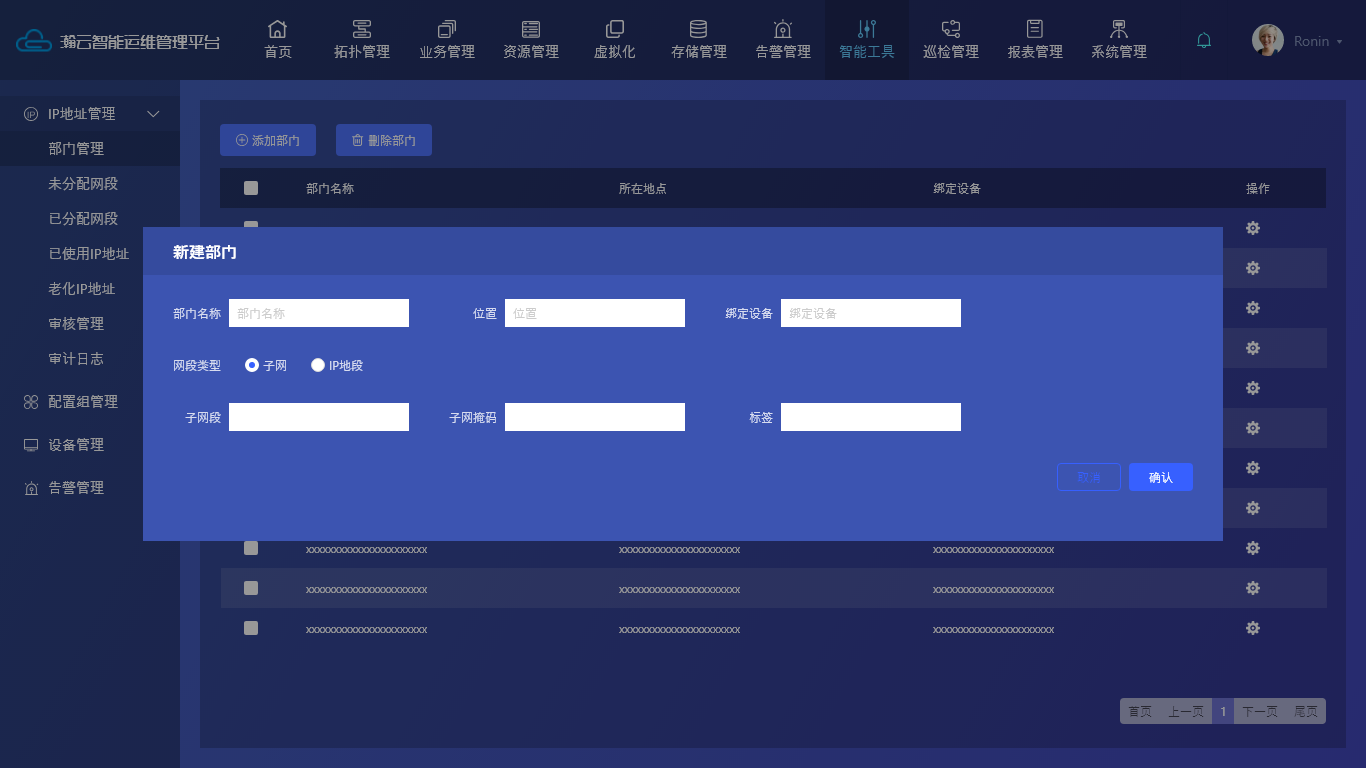 瀚云智能运维管理平台
首页 拓扑管理 业务管理 资源管理 虚拟化 存储管理 告警管理 智能工具 巡检管理 报表管理 系统管理
Ronin
IP地址管理
部门管理
未分配网段
已分配网段
已使用IP地址
老化IP地址
审核管理
审计日志
配置组管理
设备管理
告警管理
添加部门 删除部门
部门名称 所在地点 绑定设备 操作
新建部门
部门名称 部门名称 位置 位置 绑定设备 绑定设备
网段类型 子网 IP地段
子网段 子网掩码 标签
取消 确认
xxxxxxxxxxxxxxxxxxxxxx xxxxxxxxxxxxxxxxxxxxxx xxxxxxxxxxxxxxxxxxxxxx
xxxxxxxxxxxxxxxxxxxxxx xxxxxxxxxxxxxxxxxxxxxx xxxxxxxxxxxxxxxxxxxxxx
xxxxxxxxxxxxxxxxxxxxxx xxxxxxxxxxxxxxxxxxxxxx xxxxxxxxxxxxxxxxxxxxxx
首页 上一页 1 下一页 尾页